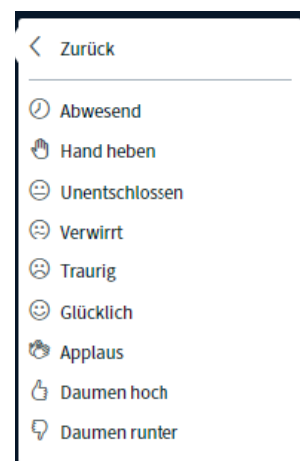 Zurück
Abwesend
Hand heben
Unentschlossen
Verwirrt
Traurig
Glücklich
Applaus
Daumen hoch
Daumen runter